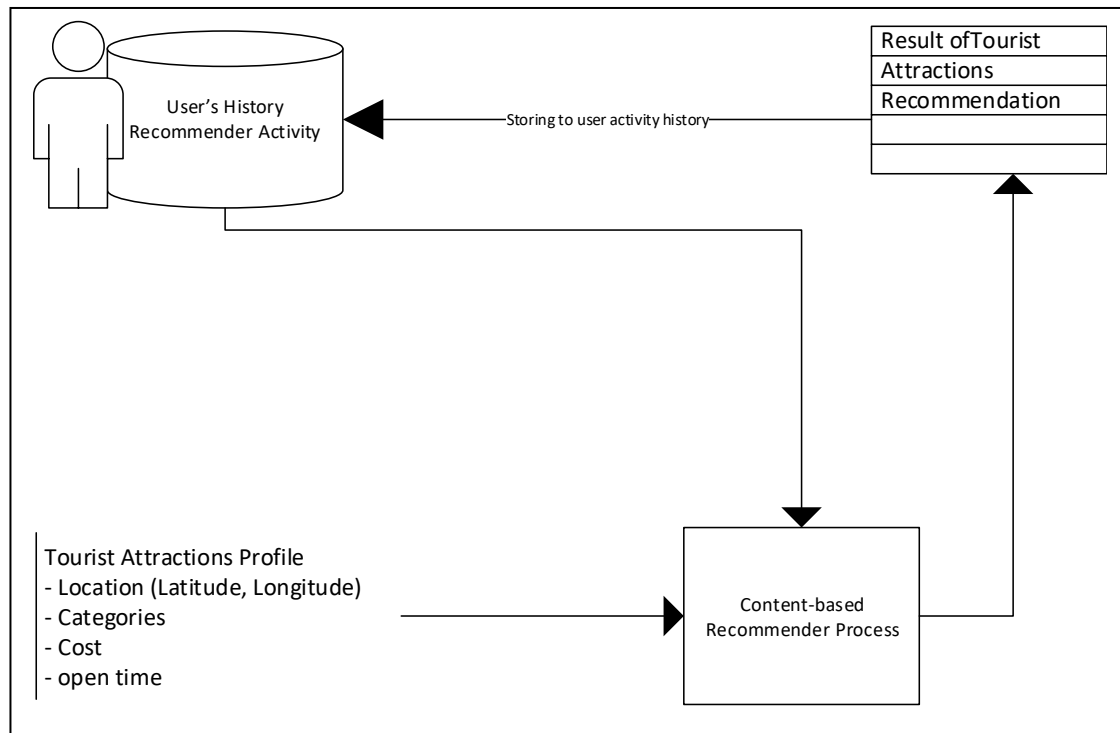 User's History
Recommender Activity
Storing to user activity history
Result ofTourist
Attractions
Recommendation
Tourist Attractions Profile
- Location (Latitude, Longitude)
- Categories
- Cost
- open time
Content-based
Recommender Process